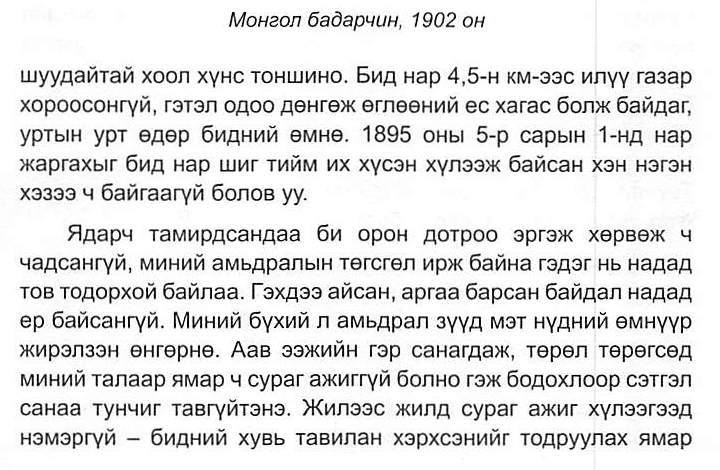 Монгол бадарчин, 1902 он
шуудайтай хоол хүнс тоншино. Бид нар 4,5-н км-ээс илүү газар
хороосонгүй, гэтэл одоо дөнгөж өглөөний ес хагас болж байдаг,
уртын урт өдөр бидний өмнө. 1895 оны 5-р сарын 1-нд нар
жаргахыг бид нар шиг тийм их хүсэн хүлээж байсан хэн нэгэн
хэзээ ч байгаагүй болов уу.
Ядарч тамирдсандаа би орон дотроо эргэж хөрвөж ч
чадсангүй, миний амьдралын төгсгөл ирж байна гэдэг нь надад
тов тодорхой байлаа. Гэхдээ айсан, аргаа барсан байдал надад
ер байсангүй. Миний бүхий л амьдрал зүүд мэт нүдний өмнүүр
жирэлзэн өнгөрнө. Аав ээжийн гэр санагдаж, төрөл төрөгсөд
миний талаар ямар ч сураг ажиггүй болно гэж бодохлоор сэтгэл
санаа тунчиг тавгүйтэнэ. Жилээс жилд сураг ажиг хүлээгээд
нэмэргүй – бидний хувь тавилан хэрхсэнийг тодруулах ямар